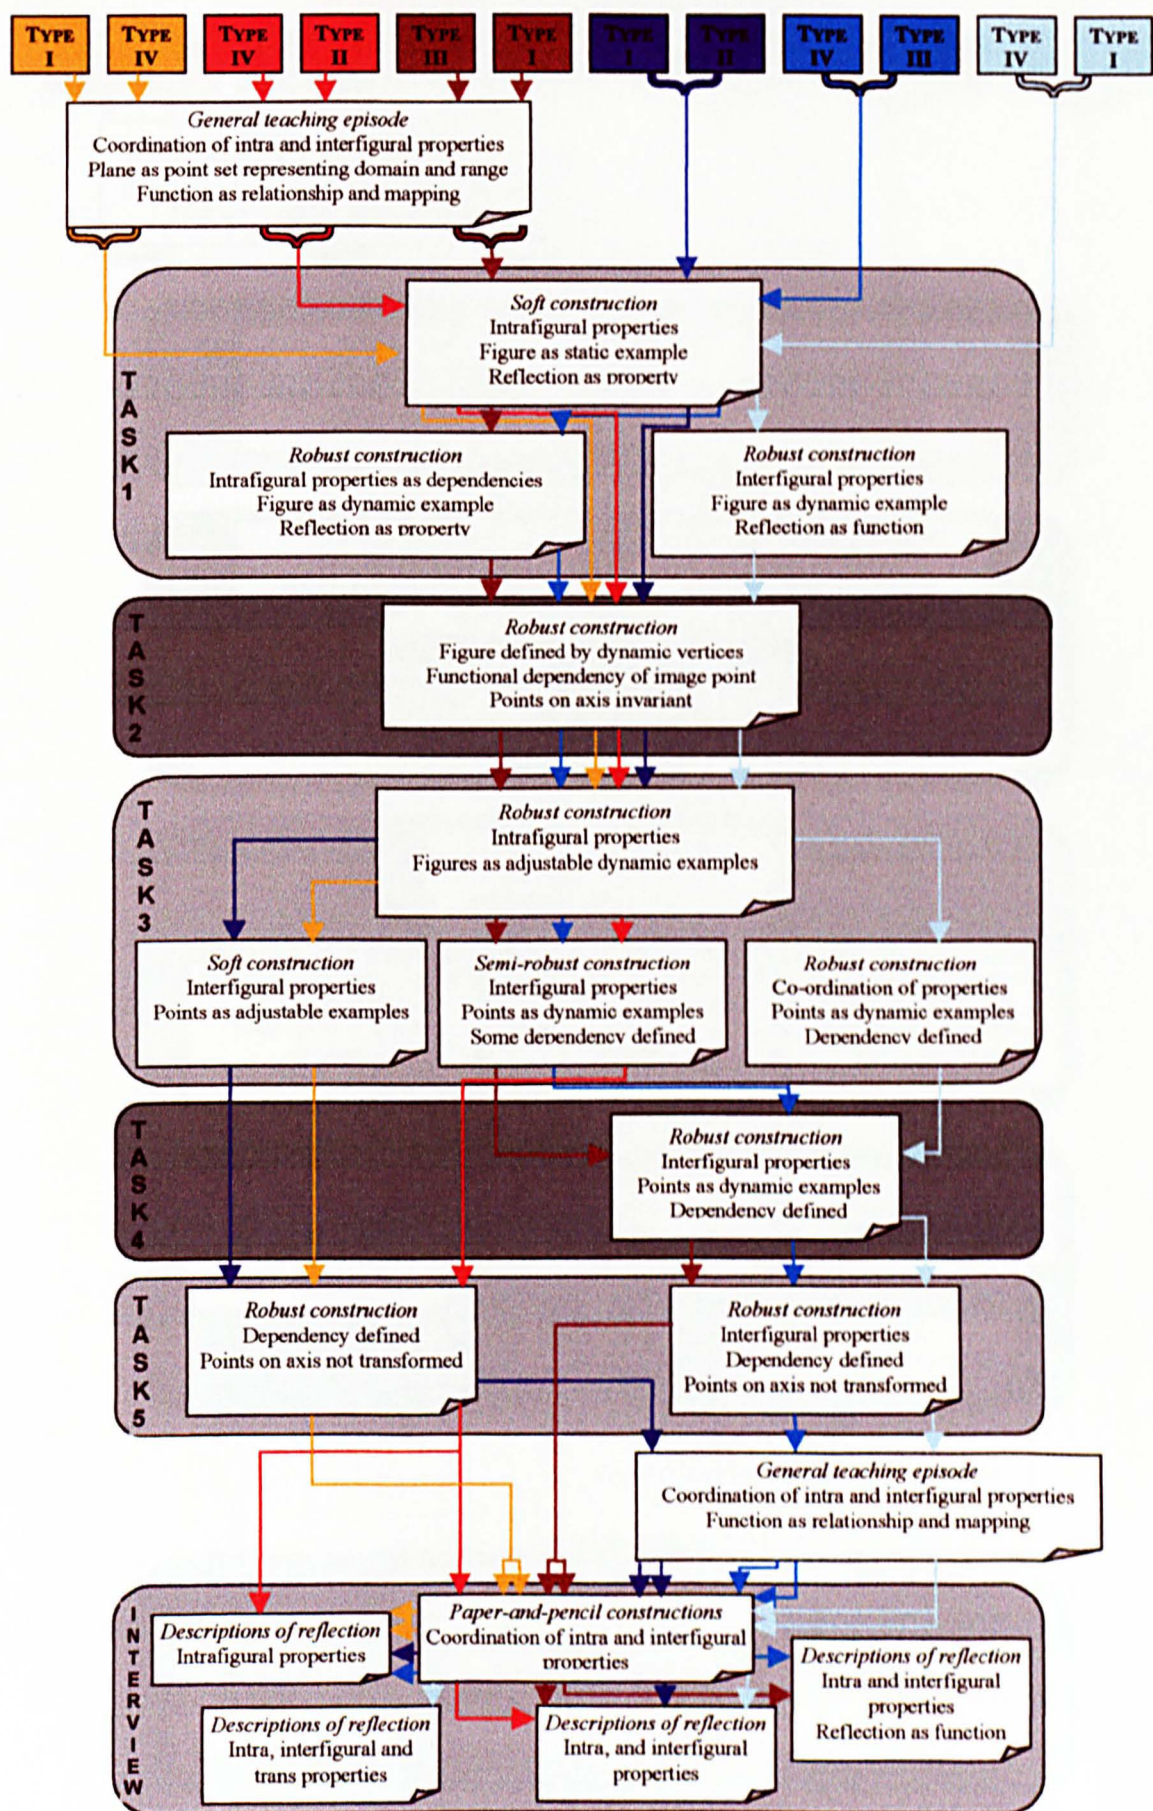 TYPE I
TYPE IV
TYPE IV
TYPE II
TYPE III
TYPE I
TYPE I
TYPE II
TYPE IV
TYPE III
TYPE IV
TYPE I
General teaching episode
Coordination of intra and interfigural properties
Plane as point set representing domain and range
Function as relationship and mapping
TASK 1
Soft construction
Intrafigural properties
Figure as static example
Reflection as property
Robust construction
Intrafigural properties as dependencies
Figure as dynamic example
Reflection as property
Robust construction
Interfigural properties
Figure as dynamic example
Reflection as function
TASK 2
Robust construction
Figure defined by dynamic vertices
Functional dependency of image point
Points on axis invariant
TASK 3
Robust construction
Intrafigural properties
Figures as adjustable dynamic examples
Soft construction
Interfigural properties
Points as adjustable examples
Semi-robust construction
Interfigural properties
Points as dynamic examples
Some dependency defined
Robust construction
Co-ordination of properties
Points as dynamic examples
Dependency defined
TASK 4
Robust construction
Interfigural properties
Points as dynamic examples
Dependency defined
TASK 5
Robust construction
Dependency defined
Points on axis not transformed
Robust construction
Interfigural properties
Dependency defined
Points on axis not transformed
General teaching episode
Coordination of intra and interfigural properties
Function as relationship and mapping
INTERVIEW
Paper-and-pencil constructions
Coordination of intra and interfigural
properties
Descriptions of reflection
Intrafigural properties
Descriptions of reflection
Intra and interfigural
properties
Reflection as function
Descriptions of reflection
Intra, interfigural and
trans properties
Descriptions of reflection
Intra, and interfigural
properties